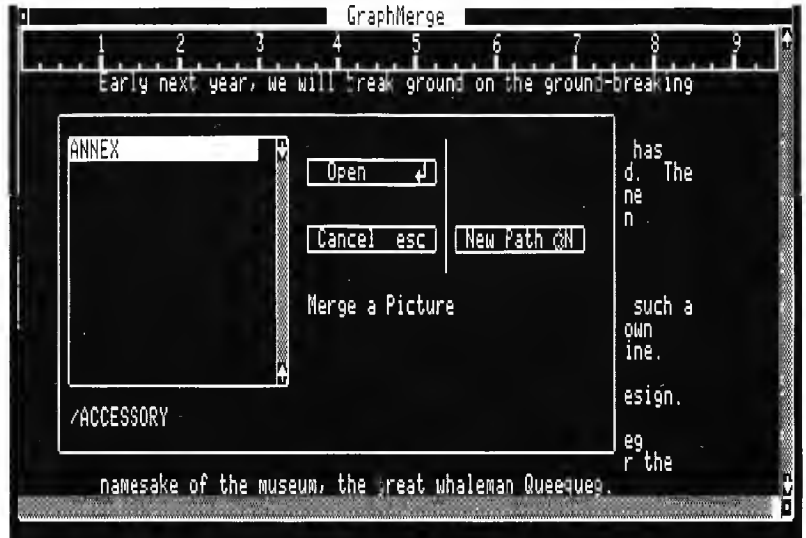 GraphMerge
1 2 3 4 5 6 7 8 9
Early next year, we will break ground on the ground-breaking
ANNEX
Open
Cancel esc
New Path N
Merge a Picture
/ACCESSORY
has
d. The
ne
n
such a
own
ine.
esign.
eg
r the
namesake of the museum, the great whaleman Queequeg.